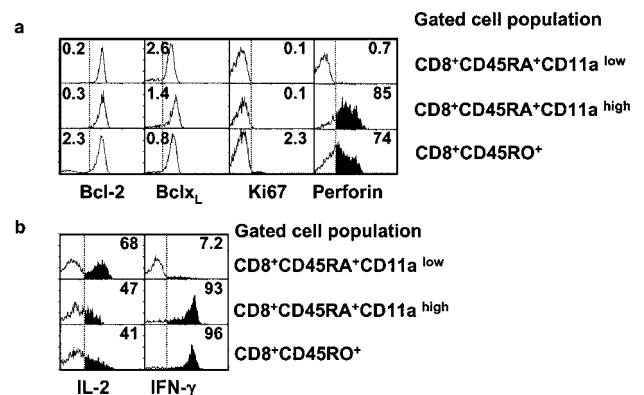 a
Gated cell population
0.2 2.6 0.1 0.7 CD8+CD45RA+CD11a low
0.3 1.4 0.1 85 CD8+CD45RA+CD11a high
2.3 0.8 2.3 74 CD8+CD45RO+
Bcl-2 BclxL Ki67 Perforin
b
Gated cell population
68 7.2 CD8+CD45RA+CD11a low
47 93 CD8+CD45RA+CD11a high
41 96 CD8+CD45RO+
IL-2 IFN-γ